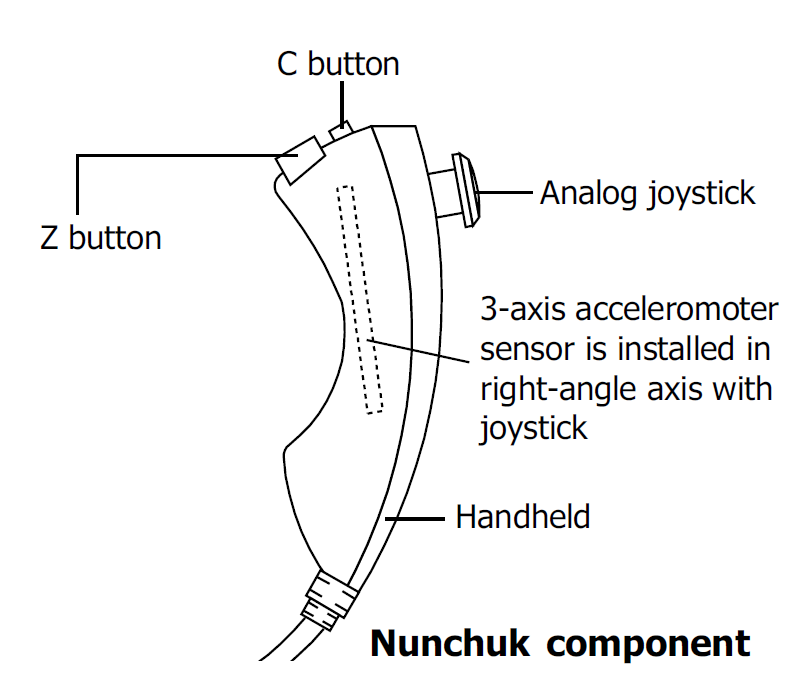 C button
Z button
Analog joystick
3-axis acceleromoter
sensor is installed in
right-angle axis with
joystick
Handheld
Nunchuk component